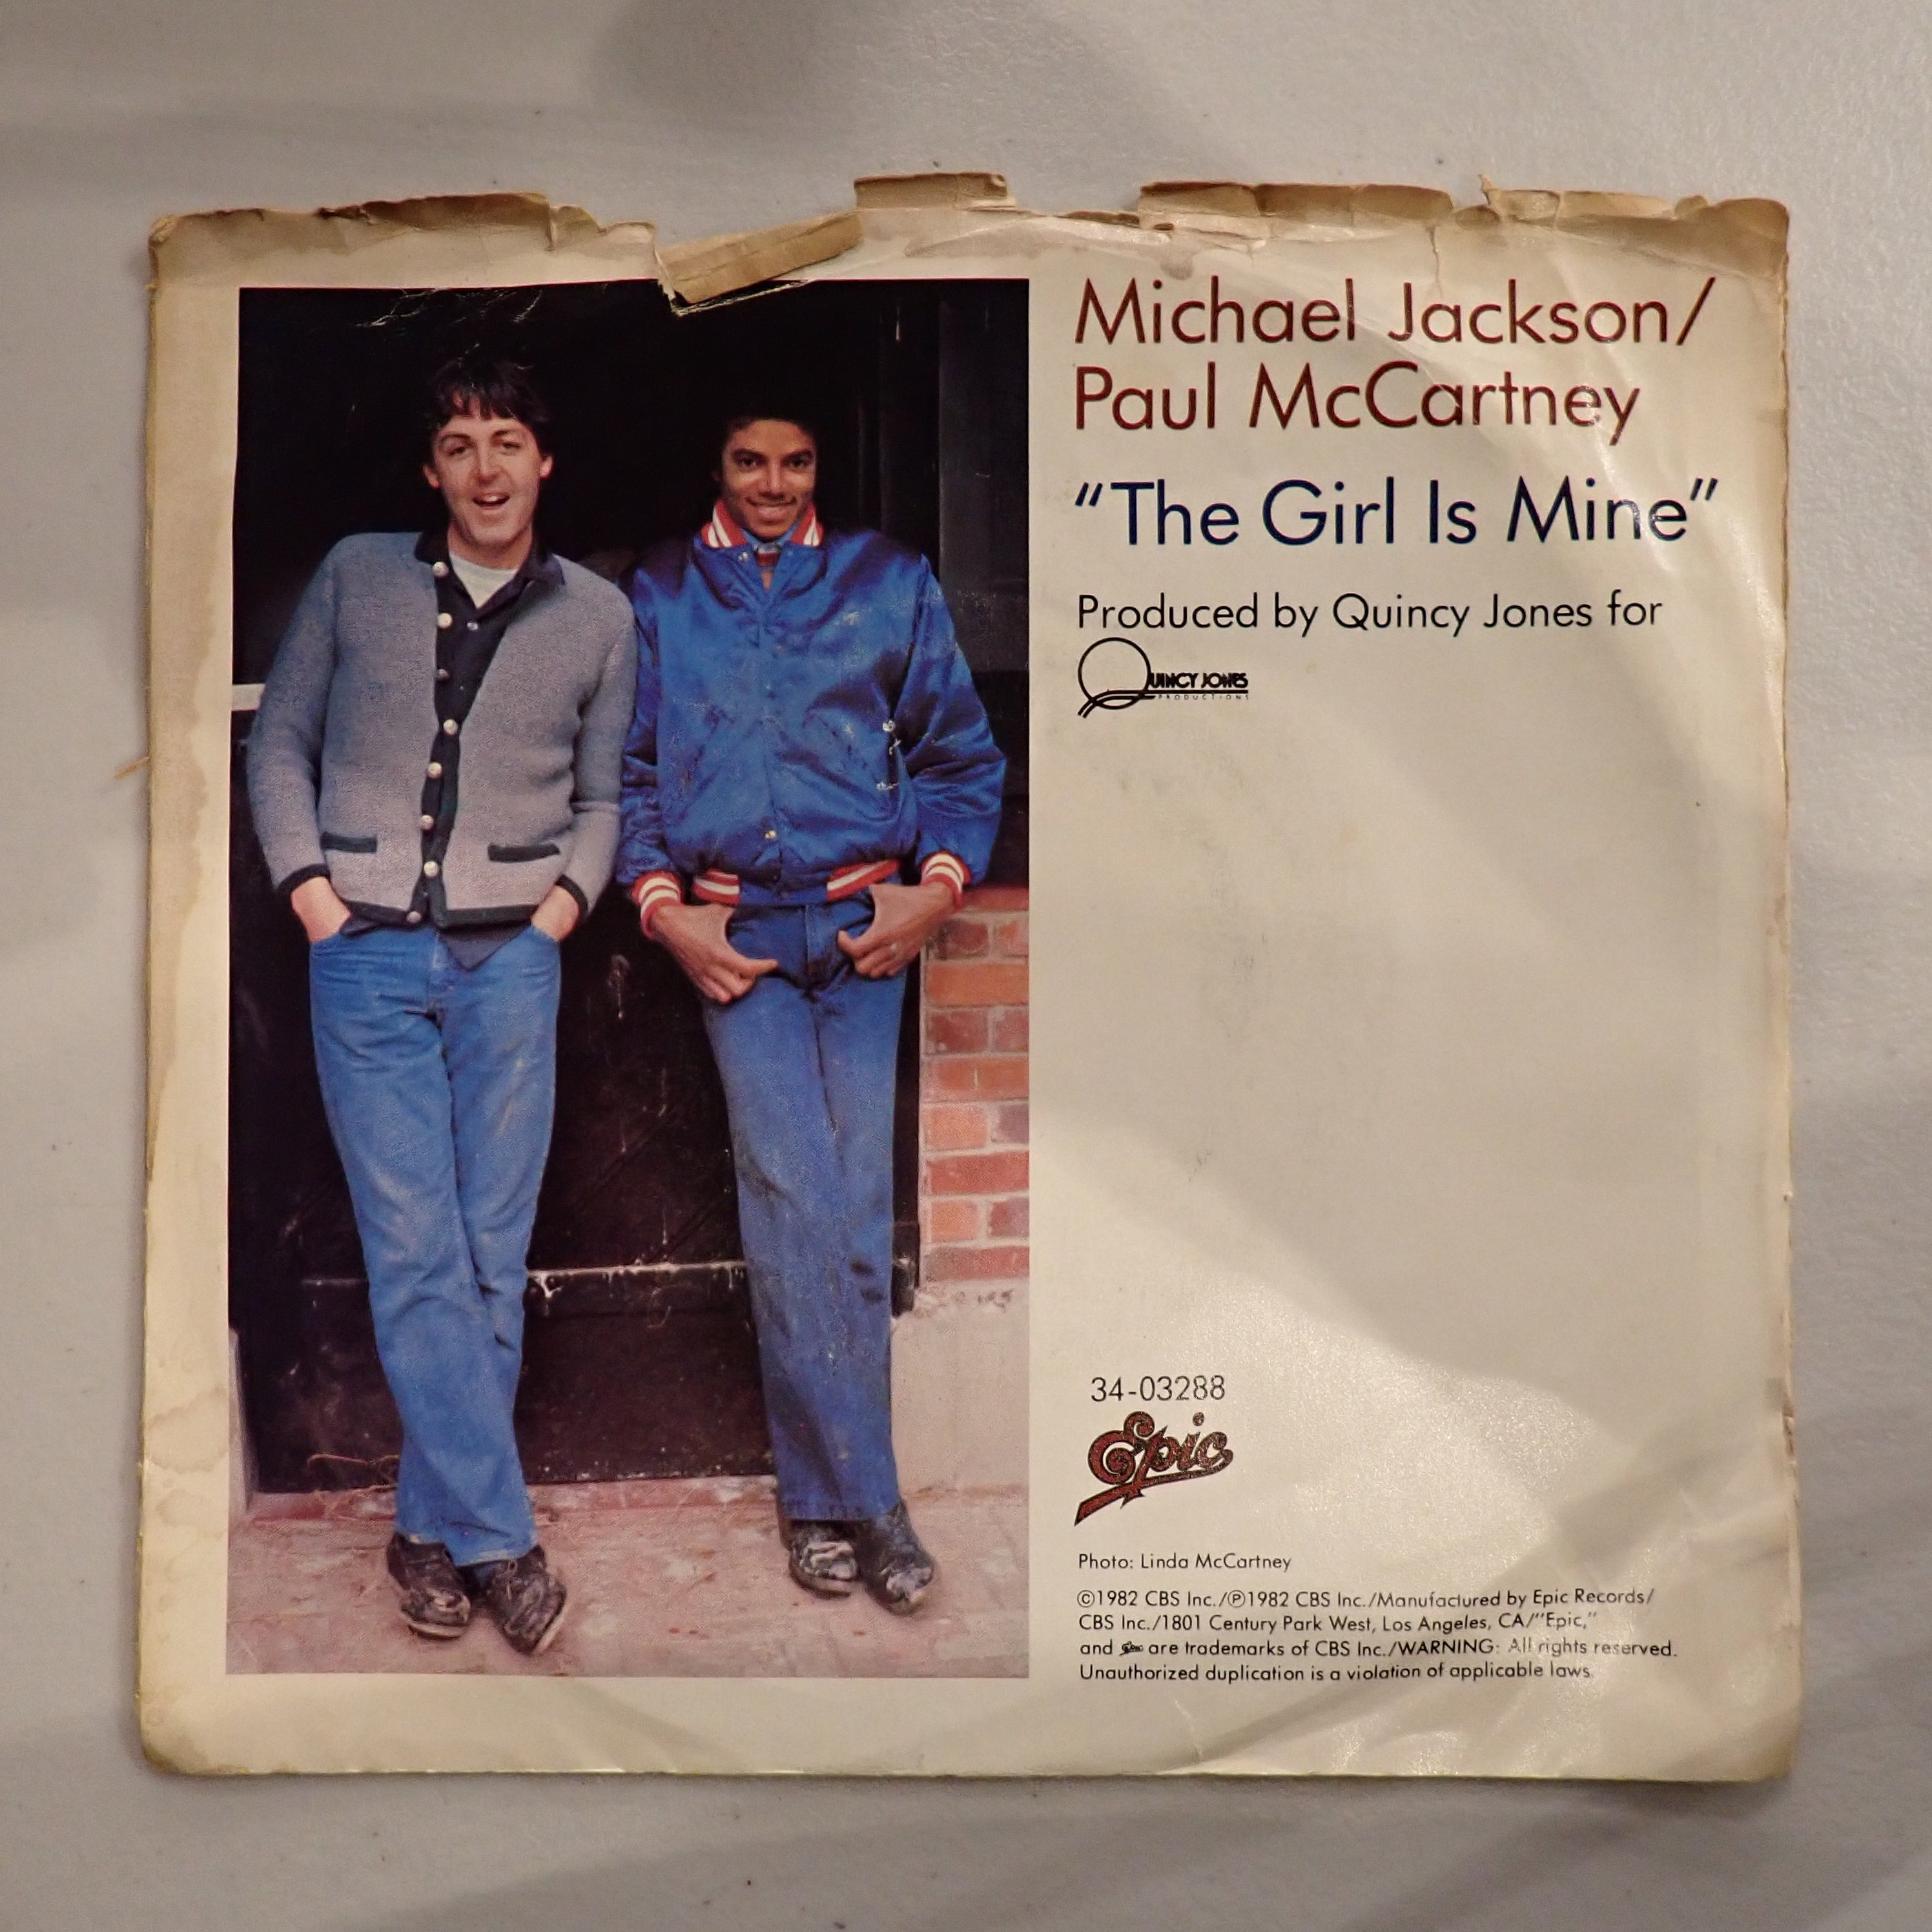 Michael Jackson/
Paul McCartney
“The Girl Is Mine”
Produced by Quincy Jones for
QUINCY JONES
PRODUCTIONS
34-03288
Epic
Photo: Linda McCartney
©1982 CBS Inc./℗1982 CBS Inc./Manufactured by Epic Records/
CBS Inc./1801 Century Park West, Los Angeles, CA/“Epic,”
and Epic are trademarks of CBS Inc./WARNING: All rights reserved.
Unauthorized duplication is a violation of applicable laws.